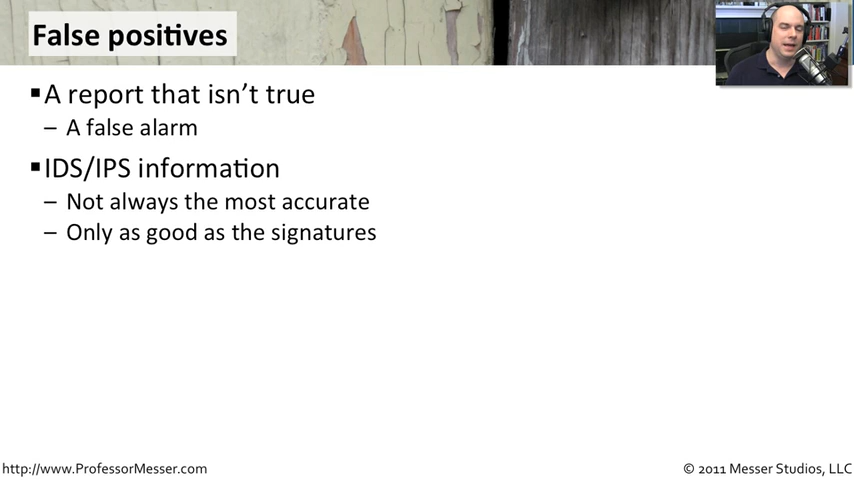 False positives
▪A report that isn't true
– A false alarm
▪IDS/IPS information
– Not always the most accurate
– Only as good as the signatures
http://www.ProfessorMesser.com
© 2011 Messer Studios, LLC